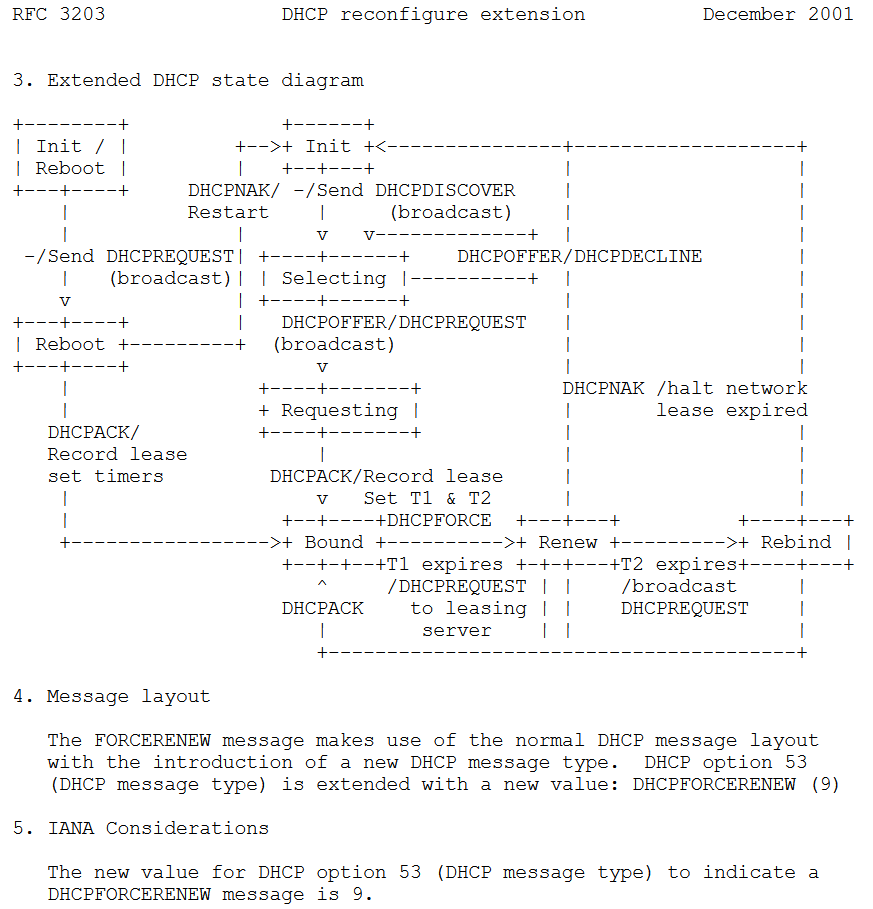 RFC 3203               DHCP reconfigure extension          December 2001
3. Extended DHCP state diagram
+--------+             +------+
| Init / |         +-->+ Init +<---------------+-------------------+
| Reboot |         |   +--+---+                |                   |
+---+----+     DHCPNAK/ -/Send DHCPDISCOVER    |                   |
    |          Restart    |     (broadcast)    |                   |
    |              |      v   v-------------+  |                   |
 -/Send DHCPREQUEST| +----+------+    DHCPOFFER/DHCPDECLINE        |
    |   (broadcast)| | Selecting |----------+  |                   |
    v              | +----+------+             |                   |
+---+----+         |   DHCPOFFER/DHCPREQUEST   |                   |
| Reboot +---------+  (broadcast)              |                   |
+---+----+                v                    |                   |
    |                +----+-------+            DHCPNAK /halt network
    |                + Requesting |            |       lease expired
   DHCPACK/          +----+-------+            |                   |
   Record lease           |                    |                   |
   set timers         DHCPACK/Record lease     |                   |
    |                     v   Set T1 & T2      |                   |
    |                  +--+----+DHCPFORCE  +---+---+          +----+---+
    +----------------->+ Bound +---------->+ Renew +--------->+ Rebind |
                       +--+-+--+T1 expires +-+-+---+T2 expires+----+---+
                          ^     /DHCPREQUEST | |    /broadcast     |
                       DHCPACK    to leasing | |    DHCPREQUEST    |
                          |        server    | |                   |
                          +----------------------------------------+
4. Message layout
The FORCERENEW message makes use of the normal DHCP message layout
with the introduction of a new DHCP message type.  DHCP option 53
(DHCP message type) is extended with a new value: DHCPFORCERENEW (9)
5. IANA Considerations
The new value for DHCP option 53 (DHCP message type) to indicate a
DHCPFORCERENEW message is 9.